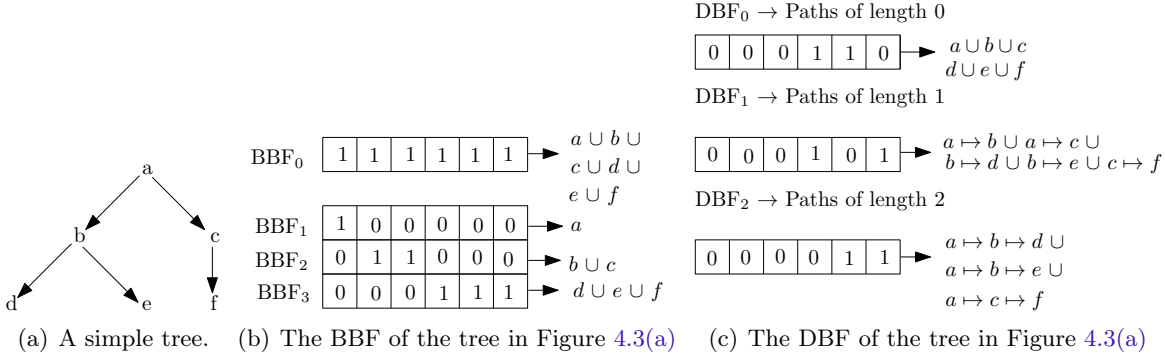 a
b c
d e f
(a) A simple tree.
BBF₀ 1 1 1 1 1 1 a ∪ b ∪
c ∪ d ∪
e ∪ f
BBF₁ 1 0 0 0 0 0 a
BBF₂ 0 1 1 0 0 0 b ∪ c
BBF₃ 0 0 0 1 1 1 d ∪ e ∪ f
(b) The BBF of the tree in Figure 4.3(a)
DBF₀ → Paths of length 0
0 0 0 1 1 0 a ∪ b ∪ c
d ∪ e ∪ f
DBF₁ → Paths of length 1
0 0 0 1 0 1 a ↦ b ∪ a ↦ c ∪
b ↦ d ∪ b ↦ e ∪ c ↦ f
DBF₂ → Paths of length 2
0 0 0 0 1 1 a ↦ b ↦ d ∪
a ↦ b ↦ e ∪
a ↦ c ↦ f
(c) The DBF of the tree in Figure 4.3(a)